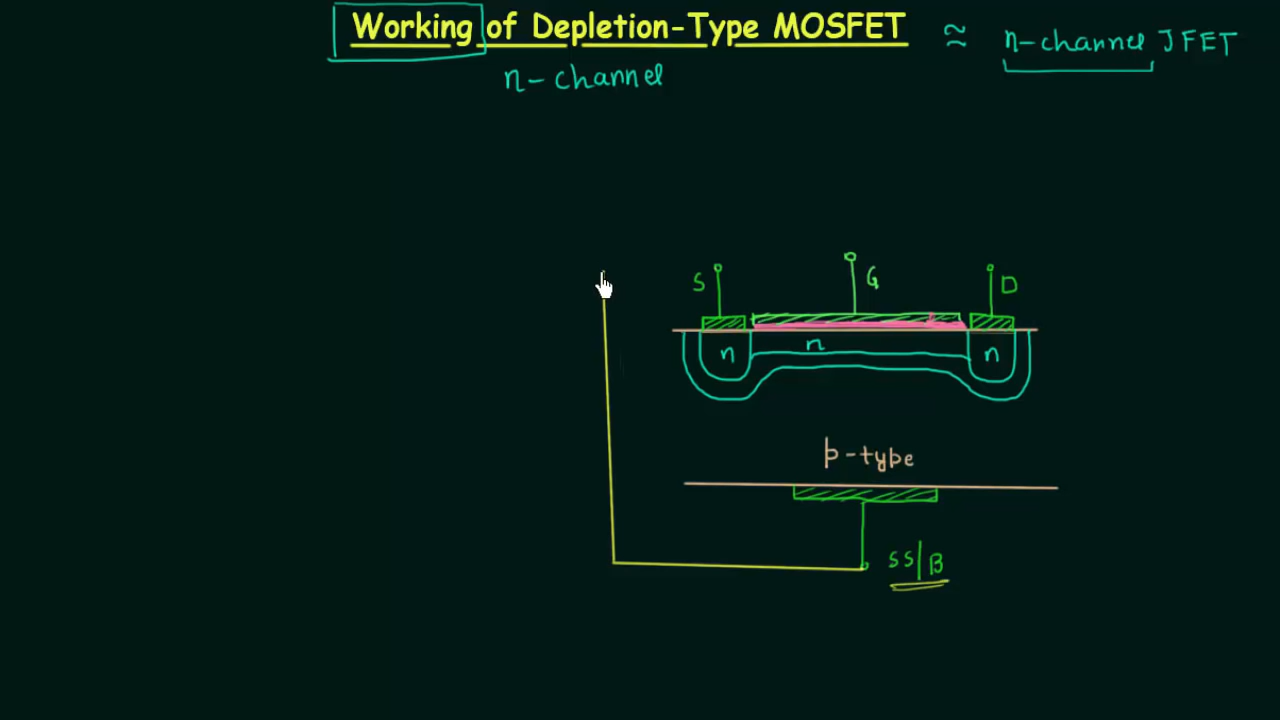 Working of Depletion-Type MOSFET ≈ n-channel JFET
n-channel
S G D
n n n
p-type
SS/B